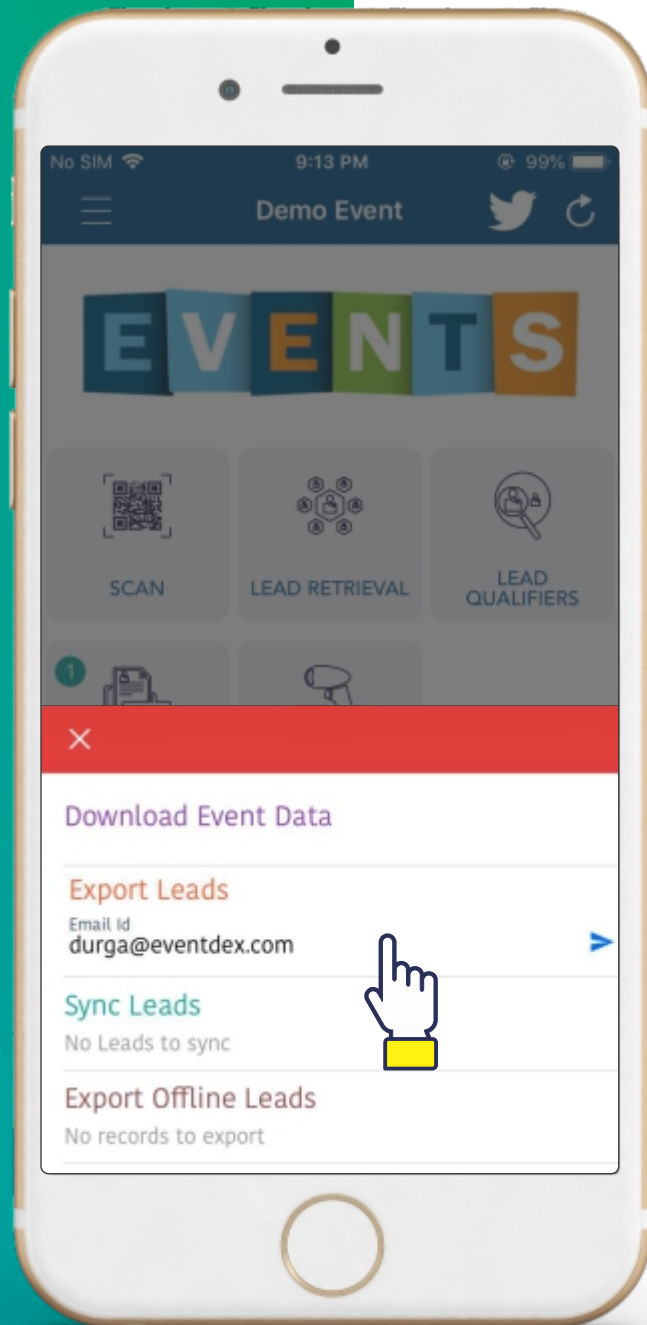 No SIM 9:13 PM 99%
Demo Event
EVENTS
SCAN LEAD RETRIEVAL LEAD QUALIFIERS
1
Download Event Data
Export Leads
Email Id
durga@eventdex.com
Sync Leads
No Leads to sync
Export Offline Leads
No records to export